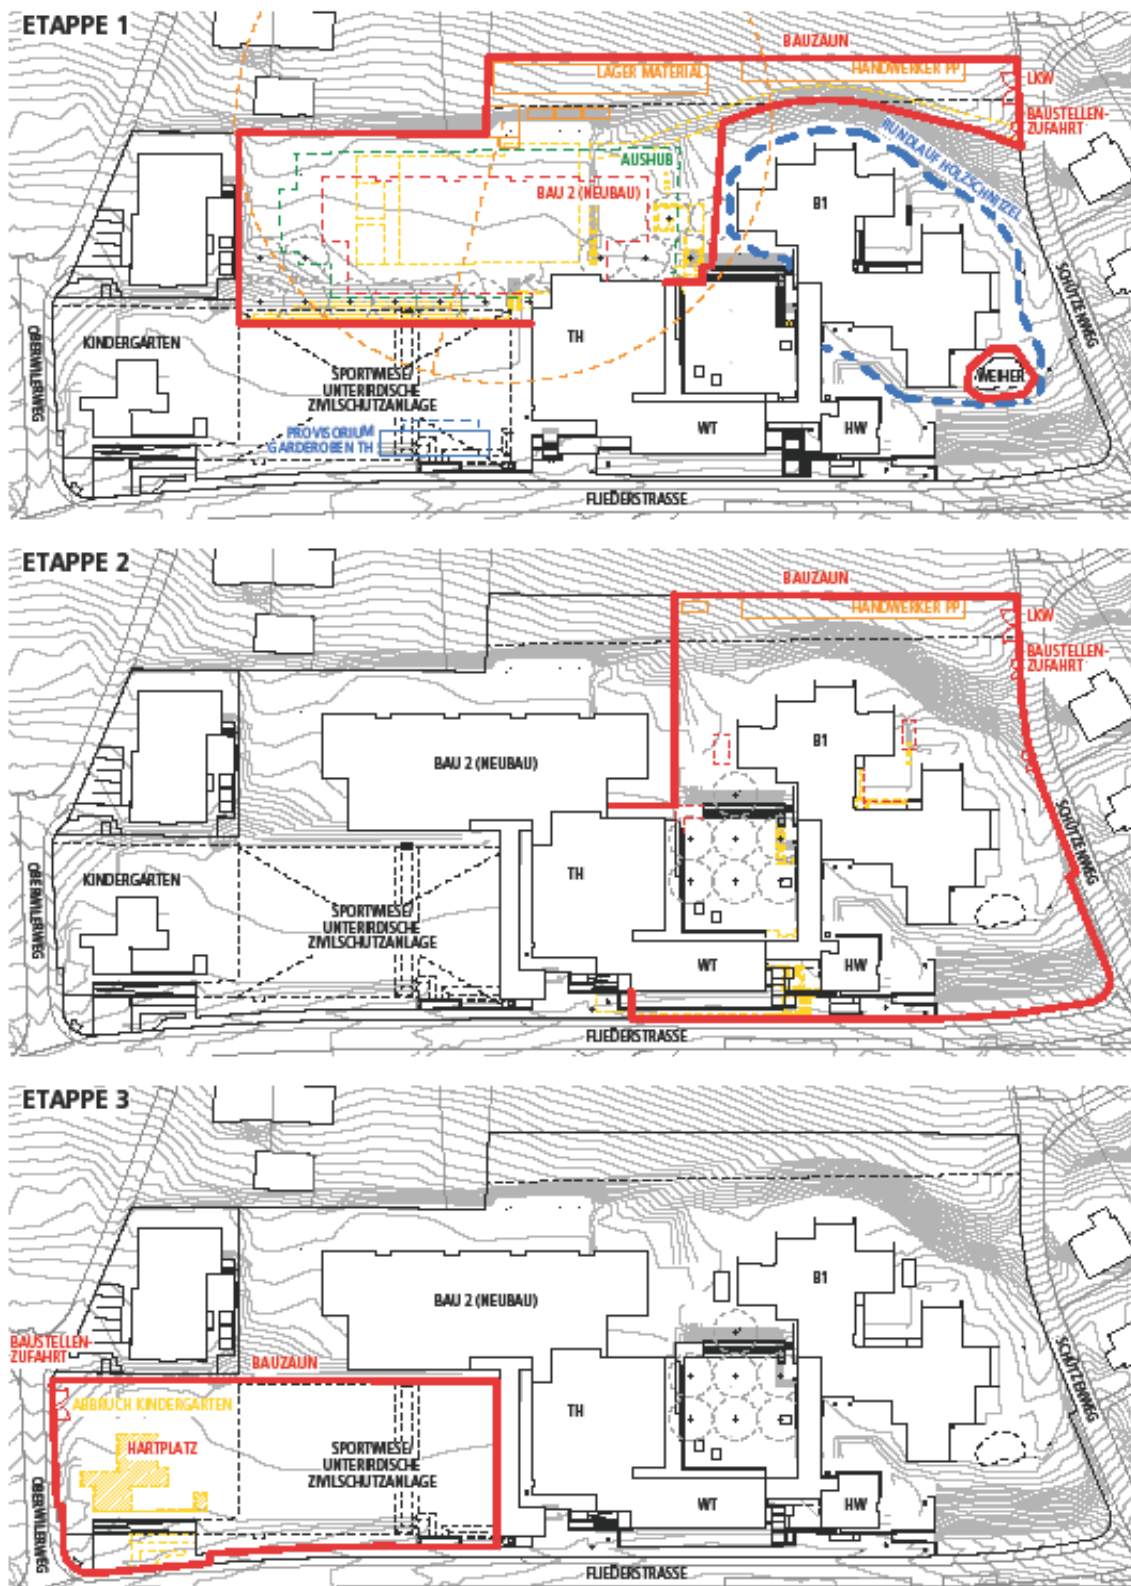 ETAPPE 1
BAUZAUN
LAGER MATERIAL
HANDWERKER PP
LKW
BAUSTELLEN-
ZUFAHRT
RUNDLAUF HOLZSCHNITZEL
AUSHUB
BAU 2 (NEUBAU)
B1
SCHÜTZENWEG
OBERWILERWEG
KINDERGARTEN
TH
SPORTWIESE/
UNTERIRDISCHE
ZIVILSCHUTZANLAGE
WEIHER
PROVISORIUM
GARDEROBEN TH
WT
HW
FLIEDERSTRASSE
ETAPPE 2
BAUZAUN
HANDWERKER PP
LKW
BAUSTELLEN-
ZUFAHRT
B1
BAU 2 (NEUBAU)
SCHÜTZENWEG
OBERWILERWEG
KINDERGARTEN
TH
SPORTWIESE/
UNTERIRDISCHE
ZIVILSCHUTZANLAGE
WT
HW
FLIEDERSTRASSE
ETAPPE 3
B1
BAU 2 (NEUBAU)
BAUSTELLEN-
ZUFAHRT
BAUZAUN
SCHÜTZENWEG
ABBRUCH KINDERGARTEN
TH
HARTPLATZ
SPORTWIESE/
UNTERIRDISCHE
ZIVILSCHUTZANLAGE
OBERWILERWEG
WT
HW
FLIEDERSTRASSE